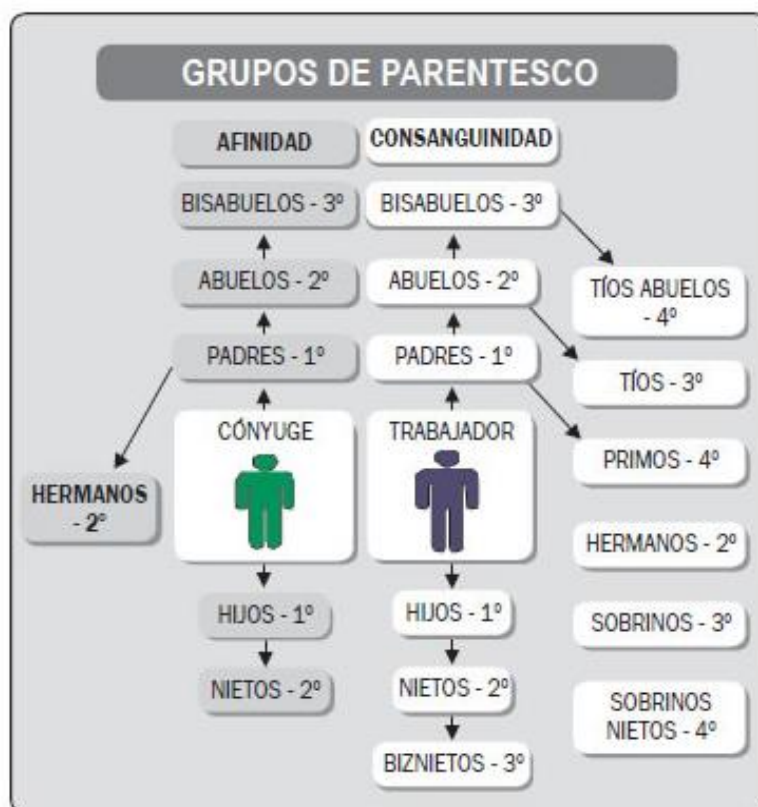 GRUPOS DE PARENTESCO
AFINIDAD
CONSANGUINIDAD
BISABUELOS - 3º
BISABUELOS - 3º
ABUELOS - 2º
ABUELOS - 2º
TÍOS ABUELOS
- 4º
PADRES - 1º
PADRES - 1º
TÍOS - 3º
CÓNYUGE
TRABAJADOR
PRIMOS - 4º
HERMANOS
- 2º
HERMANOS - 2º
HIJOS - 1º
HIJOS - 1º
SOBRINOS - 3º
NIETOS - 2º
NIETOS - 2º
SOBRINOS
NIETOS - 4º
BIZNIETOS - 3º